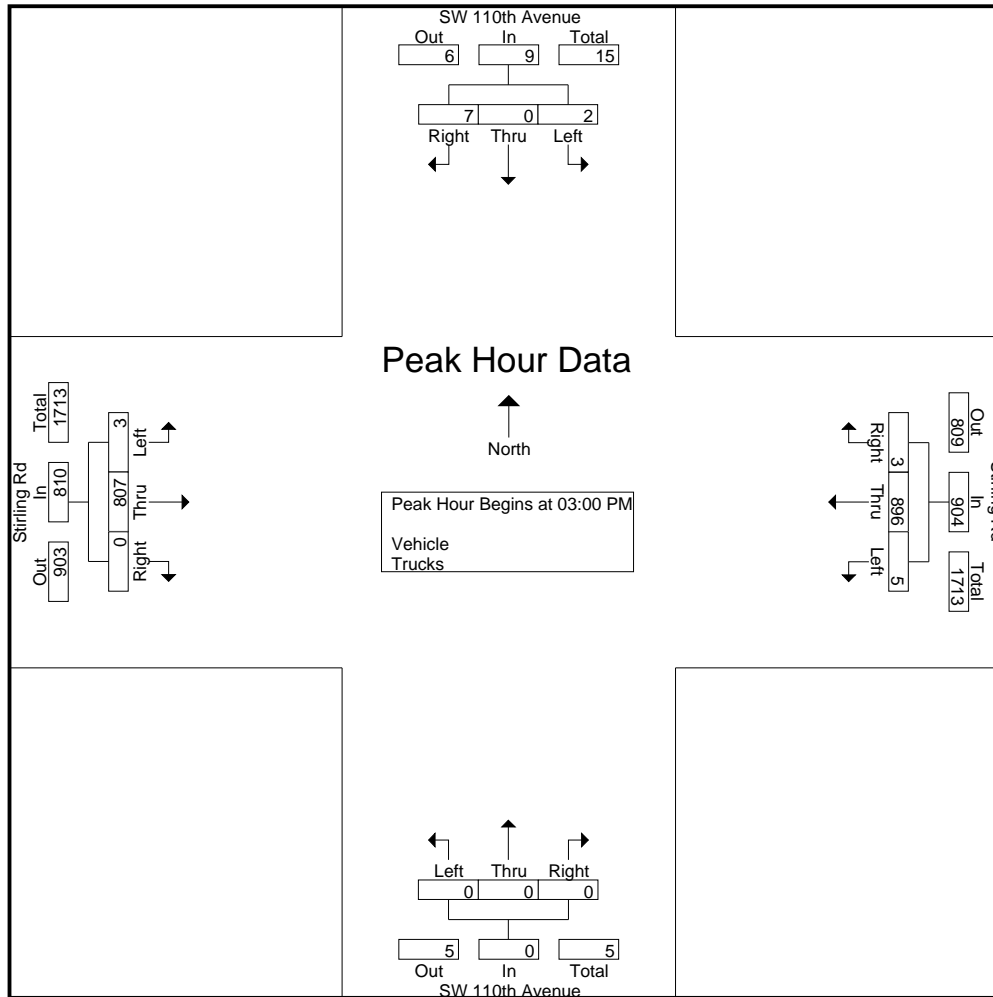 SW 110th Avenue
Out In Total
6 9 15
7 0 2
Right Thru Left
Peak Hour Data
North
Peak Hour Begins at 03:00 PM
Vehicle
Trucks
Stirling Rd
Total In Out
1713 810 903
3 807 0
Left Thru Right
Right Thru Left
3 896 5
Out In Total
809 904 1713
Left Thru Right
0 0 0
5 0 5
Out In Total
SW 110th Avenue